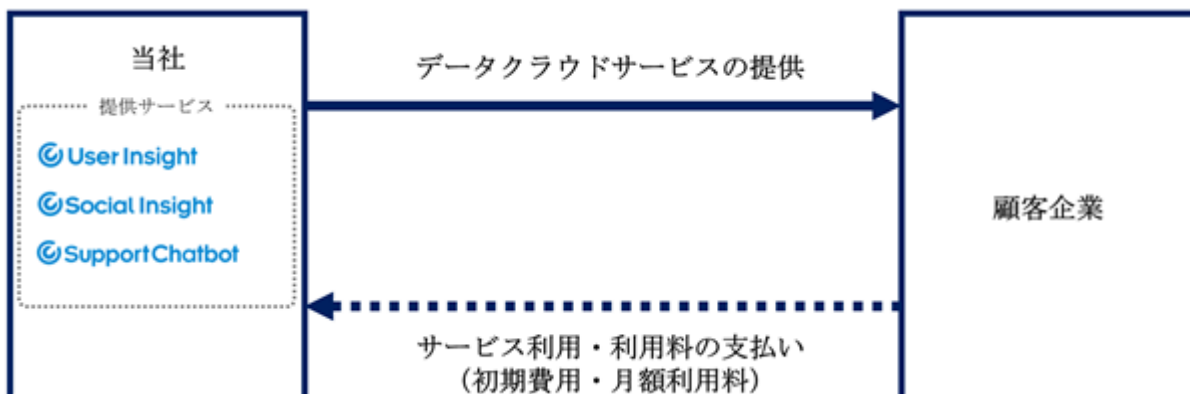 当社
提供サービス
User Insight
Social Insight
Support Chatbot
データクラウドサービスの提供
サービス利用・利用料の支払い
（初期費用・月額利用料）
顧客企業